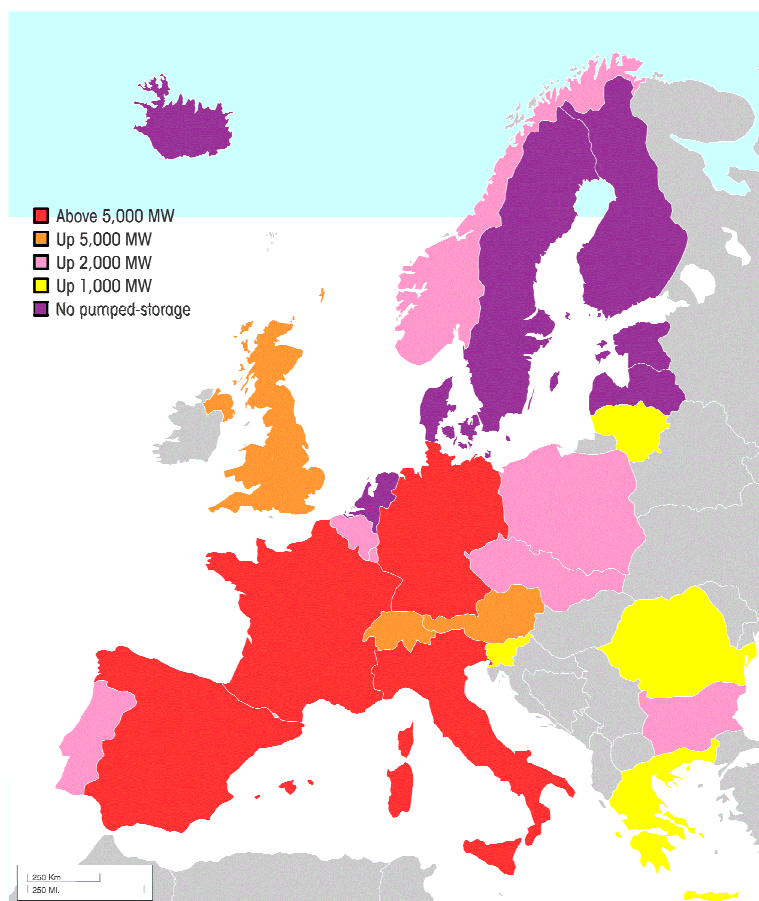 Above 5,000 MW
Up 5,000 MW
Up 2,000 MW
Up 1,000 MW
No pumped-storage
250 Km
250 MI.